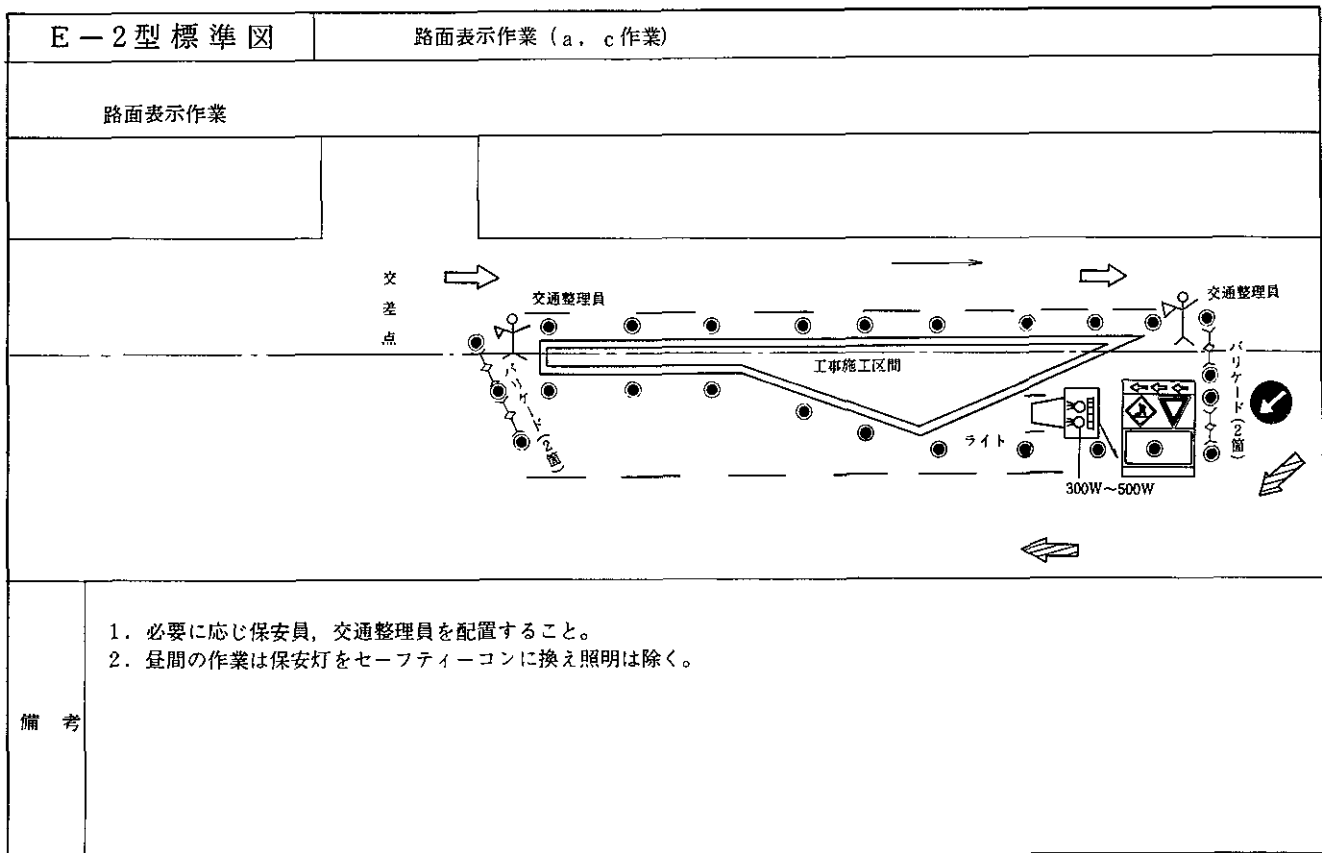 E－2型標準図
路面表示作業（a，c作業）
路面表示作業
交差点
交通整理員
交通整理員
バリケード（2箇）
工事施工区間
バリケード（2箇）
ライト
300W～500W
備考
1．必要に応じ保安員，交通整理員を配置すること。
2．昼間の作業は保安灯をセーフティーコンに換え照明は除く。